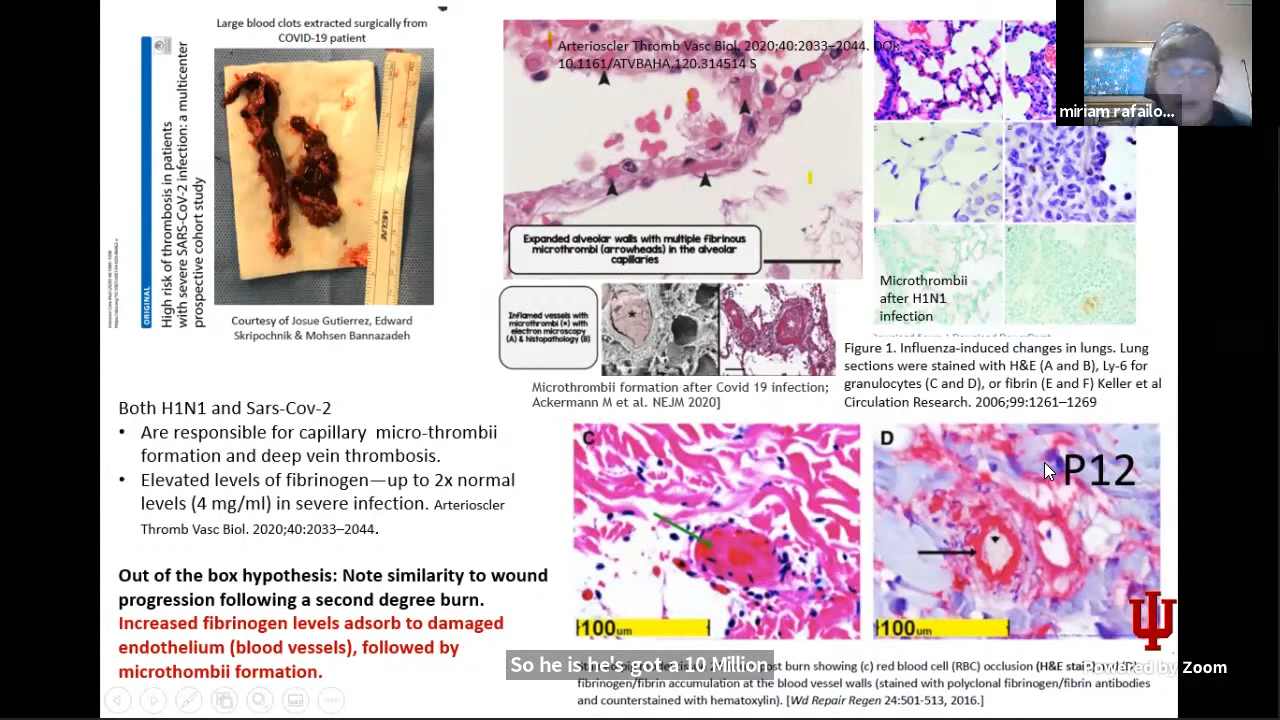 Large blood clots extracted surgically from
COVID-19 patient
ORIGINAL
High risk of thrombosis in patients
with severe SARS-CoV-2 infection: a multicenter
prospective cohort study
Courtesy of Josue Gutierrez, Edward
Skripochnik & Mohsen Bannazadeh
Arterioscler Thromb Vasc Biol. 2020;40:2033–2044. DOI:
10.1161/ATVBAHA.120.314514 S
Expanded alveolar walls with multiple fibrinous
microthrombi (arrowheads) in the alveolar
capillaries
Inflamed vessels with
microthrombi (*) with
electron microscopy
(A) & histopathology (B)
*
B
Microthrombii formation after Covid 19 infection;
Ackermann M et al. NEJM 2020]
miriam rafailo...
Microthrombii
after H1N1
infection
Figure 1. Influenza-induced changes in lungs. Lung
sections were stained with H&E (A and B), Ly-6 for
granulocytes (C and D), or fibrin (E and F) Keller et al
Circulation Research. 2006;99:1261–1269
Both H1N1 and Sars-Cov-2
• Are responsible for capillary micro-thrombii
formation and deep vein thrombosis.
• Elevated levels of fibrinogen—up to 2x normal
levels (4 mg/ml) in severe infection. Arterioscler
Thromb Vasc Biol. 2020;40:2033–2044.
Out of the box hypothesis: Note similarity to wound
progression following a second degree burn.
Increased fibrinogen levels adsorb to damaged
endothelium (blood vessels), followed by
microthombii formation.
C
100um
D
P12
100um
So he is he's got a 10 Million
post burn showing (c) red blood cell (RBC) occlusion (H&E stain)
fibrinogen/fibrin accumulation at the blood vessel walls (stained with polyclonal fibrinogen/fibrin antibodies
and counterstained with hematoxylin). [Wd Repair Regen 24:501-513, 2016.]
Powered by Zoom